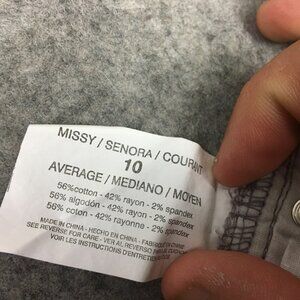 MISSY / SENORA / COURANT
10
AVERAGE / MEDIANO / MOYEN
56%cotton - 42% rayon - 2% spandex
56% algodón - 42% rayon - 2% spandex
56% coton - 42% rayonne - 2% spandex
MADE IN CHINA - HECHO EN CHINA - FABRIQUÉ EN CHINE
SEE REVERSE FOR CARE - VER AL REVERSO PARA
VOIR LES INSTRUCTIONS D'ENTRETIEN